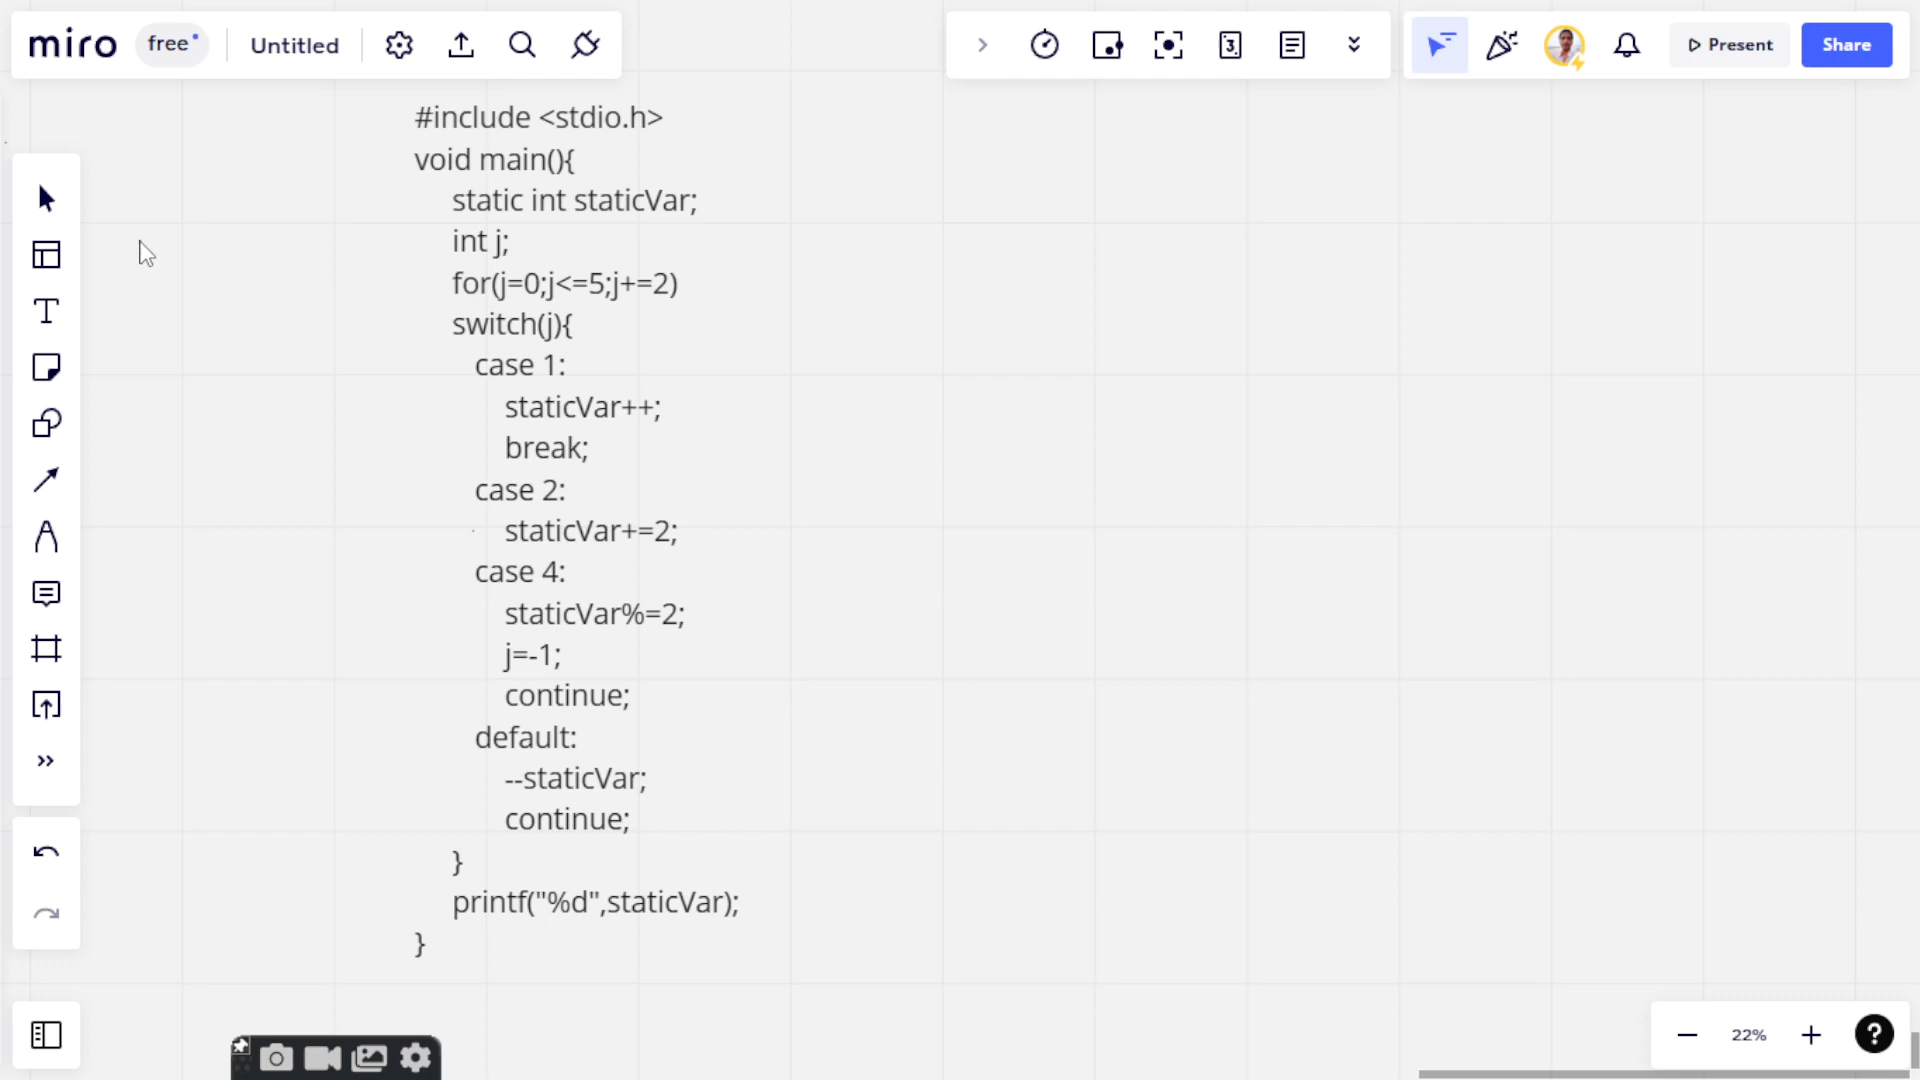 miro
free
Untitled
3
Present
Share
#include <stdio.h>
void main(){
static int staticVar;
int j;
for(j=0;j<=5;j+=2)
switch(j){
case 1:
staticVar++;
break;
case 2:
staticVar+=2;
case 4:
staticVar%=2;
j=-1;
continue;
default:
--staticVar;
continue;
}
printf("%d",staticVar);
}
22%
?